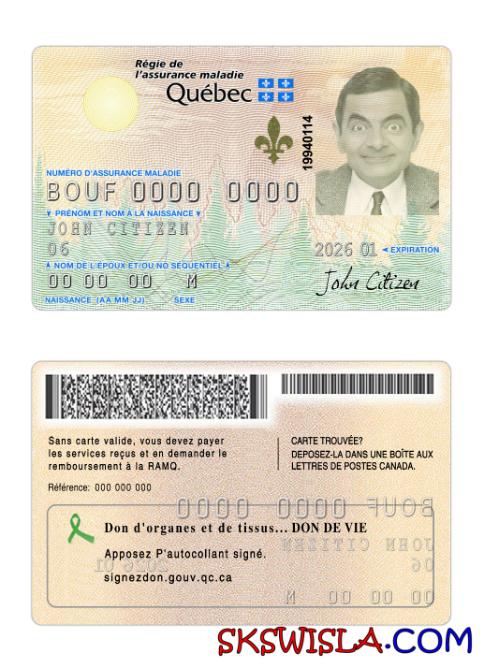 Régie de
l'assurance maladie
Québec
19940114
NUMÉRO D'ASSURANCE MALADIE
BOUF 0000 0000
PRÉNOM ET NOM À LA NAISSANCE
JOHN CITIZEN
06
2026 01 EXPIRATION
NOM DE L'ÉPOUX ET/OU NO SÉQUENTIEL
00 00 00 M
John Citizen
NAISSANCE (AA MM JJ) SEXE
Sans carte valide, vous devez payer
les services reçus et en demander le
remboursement à la RAMQ.
Référence: 000 000 000
CARTE TROUVÉE?
DEPOSEZ-LA DANS UNE BOÎTE AUX
LETTRES DE POSTES CANADA.
BOUF 0000 0000
Don d'organes et de tissus... DON DE VIE
JOHN CITIZEN
Apposez P'autocollant signé.
06
2026 01
signezdon.gouv.qc.ca
00 00 00 M
SKSWISLA.COM